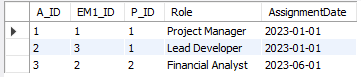 A_ID EM1_ID P_ID Role AssignmentDate
1 1 1 Project Manager 2023-01-01
2 3 1 Lead Developer 2023-01-01
3 2 2 Financial Analyst 2023-06-01